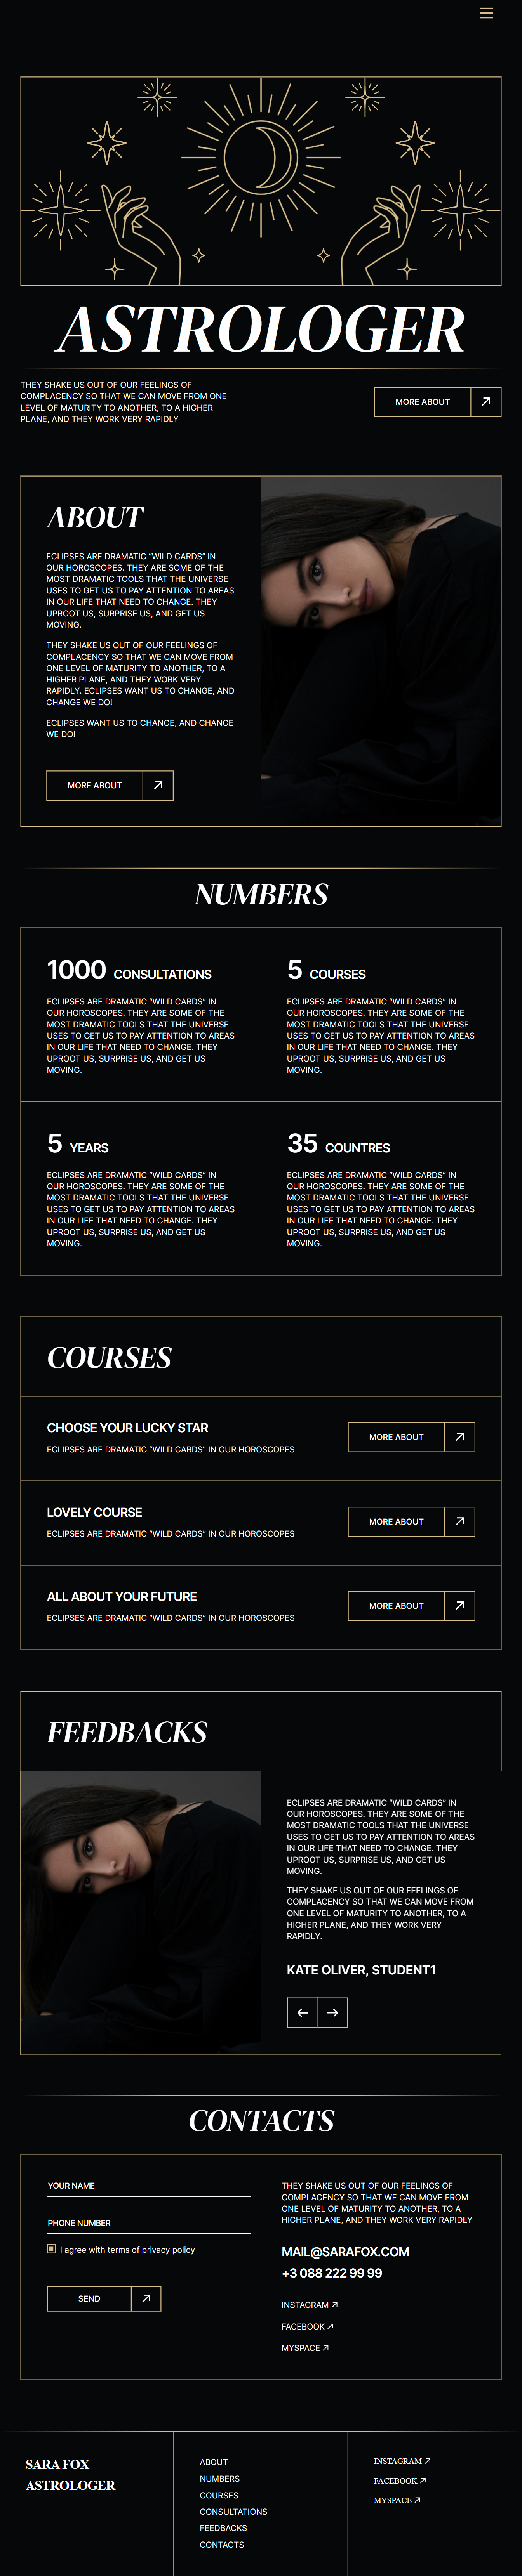 ASTROLOGER
THEY SHAKE US OUT OF OUR FEELINGS OF
COMPLACENCY SO THAT WE CAN MOVE FROM ONE
LEVEL OF MATURITY TO ANOTHER, TO A HIGHER
PLANE, AND THEY WORK VERY RAPIDLY
MORE ABOUT
ABOUT
ECLIPSES ARE DRAMATIC “WILD CARDS” IN
OUR HOROSCOPES. THEY ARE SOME OF THE
MOST DRAMATIC TOOLS THAT THE UNIVERSE
USES TO GET US TO PAY ATTENTION TO AREAS
IN OUR LIFE THAT NEED TO CHANGE. THEY
UPROOT US, SURPRISE US, AND GET US
MOVING.
THEY SHAKE US OUT OF OUR FEELINGS OF
COMPLACENCY SO THAT WE CAN MOVE FROM
ONE LEVEL OF MATURITY TO ANOTHER, TO A
HIGHER PLANE, AND THEY WORK VERY
RAPIDLY. ECLIPSES WANT US TO CHANGE, AND
CHANGE WE DO!
ECLIPSES WANT US TO CHANGE, AND CHANGE
WE DO!
MORE ABOUT
NUMBERS
1000 CONSULTATIONS
ECLIPSES ARE DRAMATIC “WILD CARDS” IN
OUR HOROSCOPES. THEY ARE SOME OF THE
MOST DRAMATIC TOOLS THAT THE UNIVERSE
USES TO GET US TO PAY ATTENTION TO AREAS
IN OUR LIFE THAT NEED TO CHANGE. THEY
UPROOT US, SURPRISE US, AND GET US
MOVING.
5 COURSES
ECLIPSES ARE DRAMATIC “WILD CARDS” IN
OUR HOROSCOPES. THEY ARE SOME OF THE
MOST DRAMATIC TOOLS THAT THE UNIVERSE
USES TO GET US TO PAY ATTENTION TO AREAS
IN OUR LIFE THAT NEED TO CHANGE. THEY
UPROOT US, SURPRISE US, AND GET US
MOVING.
5 YEARS
ECLIPSES ARE DRAMATIC “WILD CARDS” IN
OUR HOROSCOPES. THEY ARE SOME OF THE
MOST DRAMATIC TOOLS THAT THE UNIVERSE
USES TO GET US TO PAY ATTENTION TO AREAS
IN OUR LIFE THAT NEED TO CHANGE. THEY
UPROOT US, SURPRISE US, AND GET US
MOVING.
35 COUNTRES
ECLIPSES ARE DRAMATIC “WILD CARDS” IN
OUR HOROSCOPES. THEY ARE SOME OF THE
MOST DRAMATIC TOOLS THAT THE UNIVERSE
USES TO GET US TO PAY ATTENTION TO AREAS
IN OUR LIFE THAT NEED TO CHANGE. THEY
UPROOT US, SURPRISE US, AND GET US
MOVING.
COURSES
CHOOSE YOUR LUCKY STAR
ECLIPSES ARE DRAMATIC “WILD CARDS” IN OUR HOROSCOPES
MORE ABOUT
LOVELY COURSE
ECLIPSES ARE DRAMATIC “WILD CARDS” IN OUR HOROSCOPES
MORE ABOUT
ALL ABOUT YOUR FUTURE
ECLIPSES ARE DRAMATIC “WILD CARDS” IN OUR HOROSCOPES
MORE ABOUT
FEEDBACKS
ECLIPSES ARE DRAMATIC “WILD CARDS” IN
OUR HOROSCOPES. THEY ARE SOME OF THE
MOST DRAMATIC TOOLS THAT THE UNIVERSE
USES TO GET US TO PAY ATTENTION TO AREAS
IN OUR LIFE THAT NEED TO CHANGE. THEY
UPROOT US, SURPRISE US, AND GET US
MOVING.
THEY SHAKE US OUT OF OUR FEELINGS OF
COMPLACENCY SO THAT WE CAN MOVE FROM
ONE LEVEL OF MATURITY TO ANOTHER, TO A
HIGHER PLANE, AND THEY WORK VERY
RAPIDLY.
KATE OLIVER, STUDENT1
CONTACTS
YOUR NAME
PHONE NUMBER
I agree with terms of privacy policy
SEND
THEY SHAKE US OUT OF OUR FEELINGS OF
COMPLACENCY SO THAT WE CAN MOVE FROM
ONE LEVEL OF MATURITY TO ANOTHER, TO A
HIGHER PLANE, AND THEY WORK VERY RAPIDLY
MAIL@SARAFOX.COM
+3 088 222 99 99
INSTAGRAM
FACEBOOK
MYSPACE
SARA FOX
ASTROLOGER
ABOUT
NUMBERS
COURSES
CONSULTATIONS
FEEDBACKS
CONTACTS
INSTAGRAM
FACEBOOK
MYSPACE